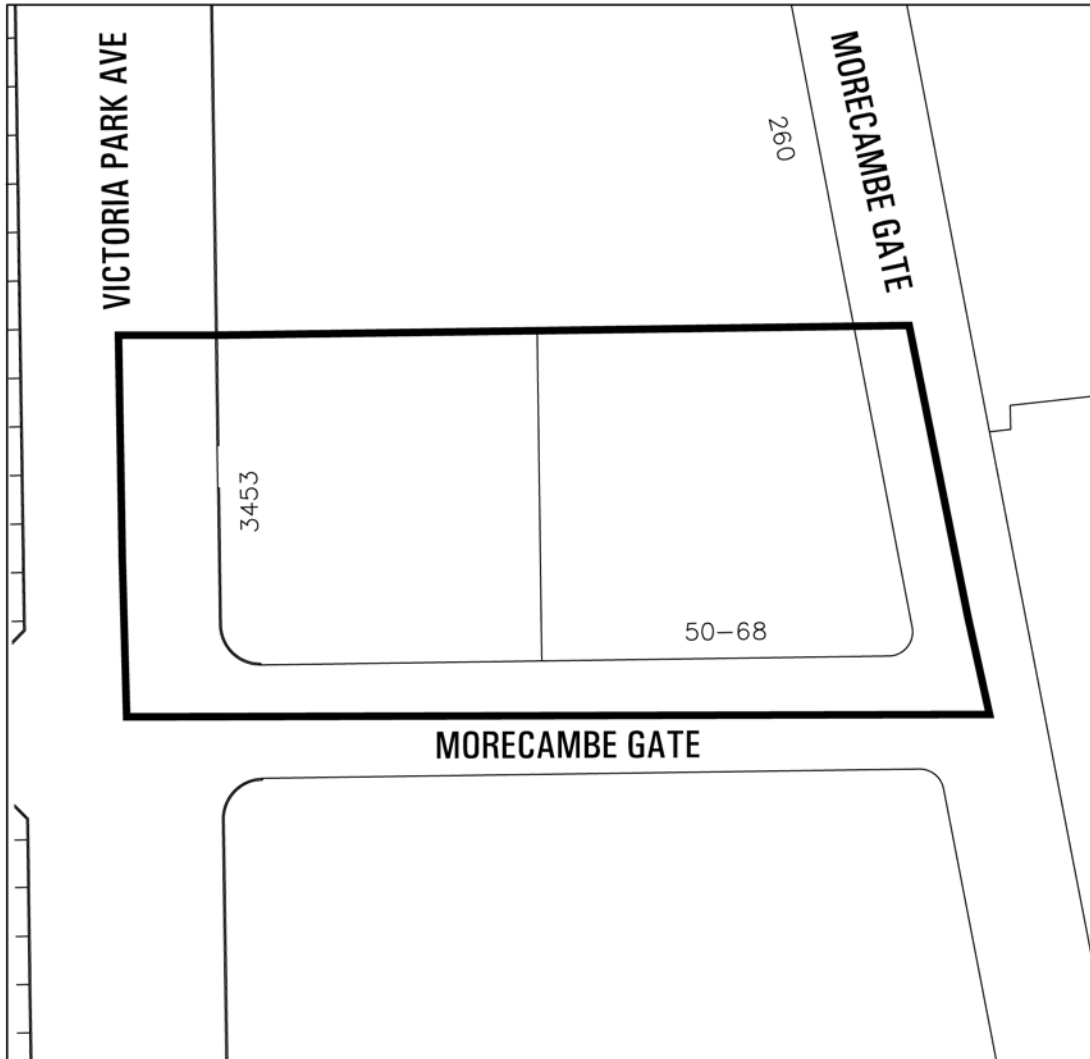 VICTORIA PARK AVE
MORECAMBE GATE
260
3453
50-68
MORECAMBE GATE